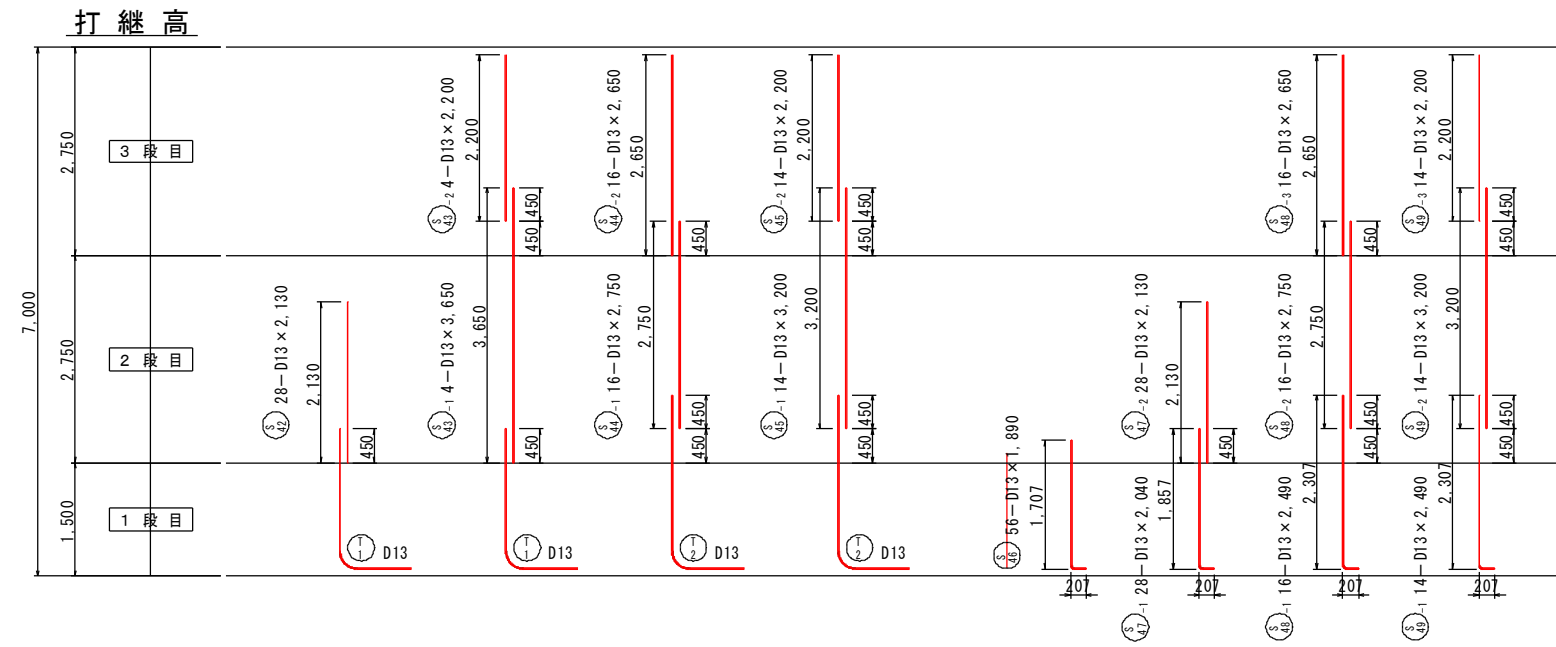 打 継 高
7,000
2,750
2,750
1,500
3 段 目
2 段 目
1 段 目
S42 28－D13×2,130
2,130
450
T1 D13
S43-2 4－D13×2,200
2,200
450
450
S43-1 4－D13×3,650
3,650
450
T1 D13
S44-2 16－D13×2,650
2,650
450
S44-1 16－D13×2,750
2,750
450
450
T2 D13
S45-2 14－D13×2,200
2,200
450
450
S45-1 14－D13×3,200
3,200
450
450
T2 D13
S46 56－D13×1,890
1,707
207
S47-2 28－D13×2,130
2,130
450
S47-1 28－D13×2,040
1,857
207
S48-3 16－D13×2,650
2,650
450
S48-2 16－D13×2,750
2,750
450
450
S48-1 16－D13×2,490
2,307
207
S49-3 14－D13×2,200
2,200
450
450
S49-2 14－D13×3,200
3,200
450
450
S49-1 14－D13×2,490
2,307
207